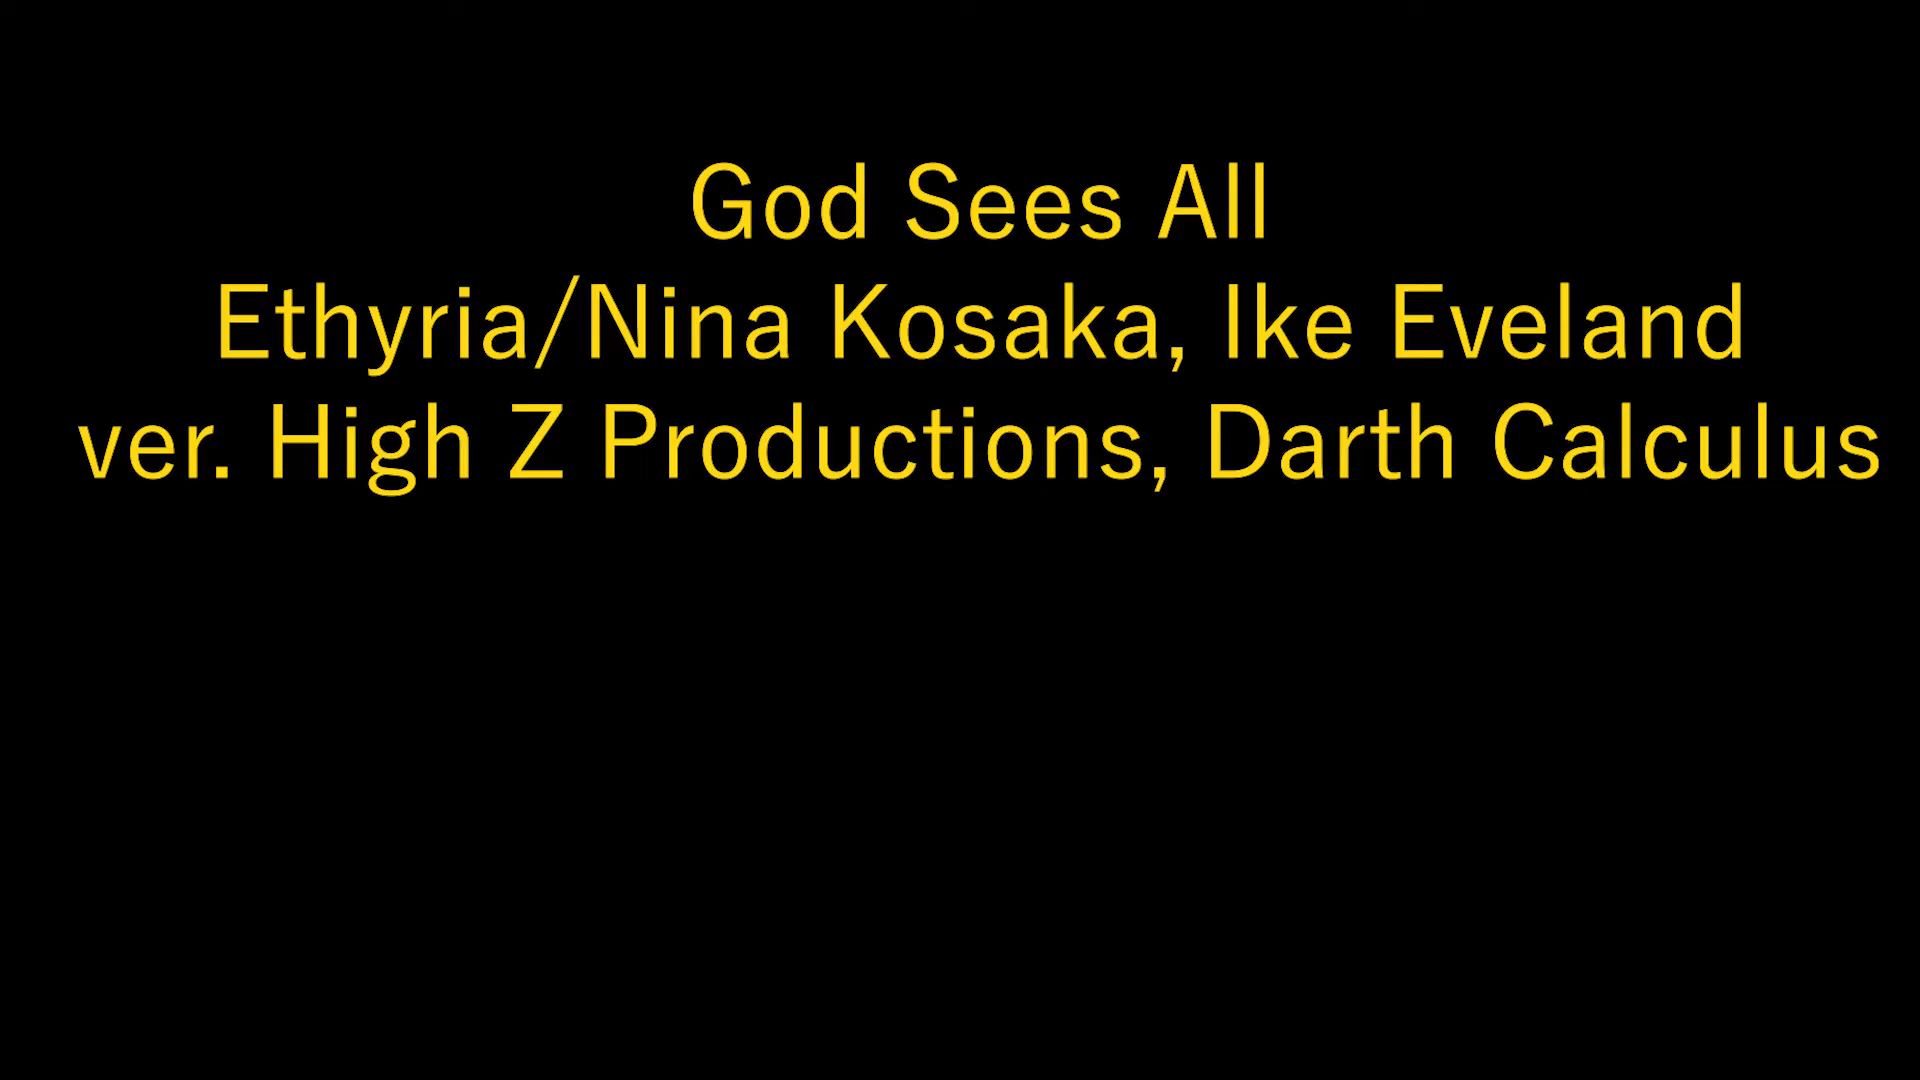 God Sees All
Ethyria/Nina Kosaka, Ike Eveland
ver. High Z Productions, Darth Calculus